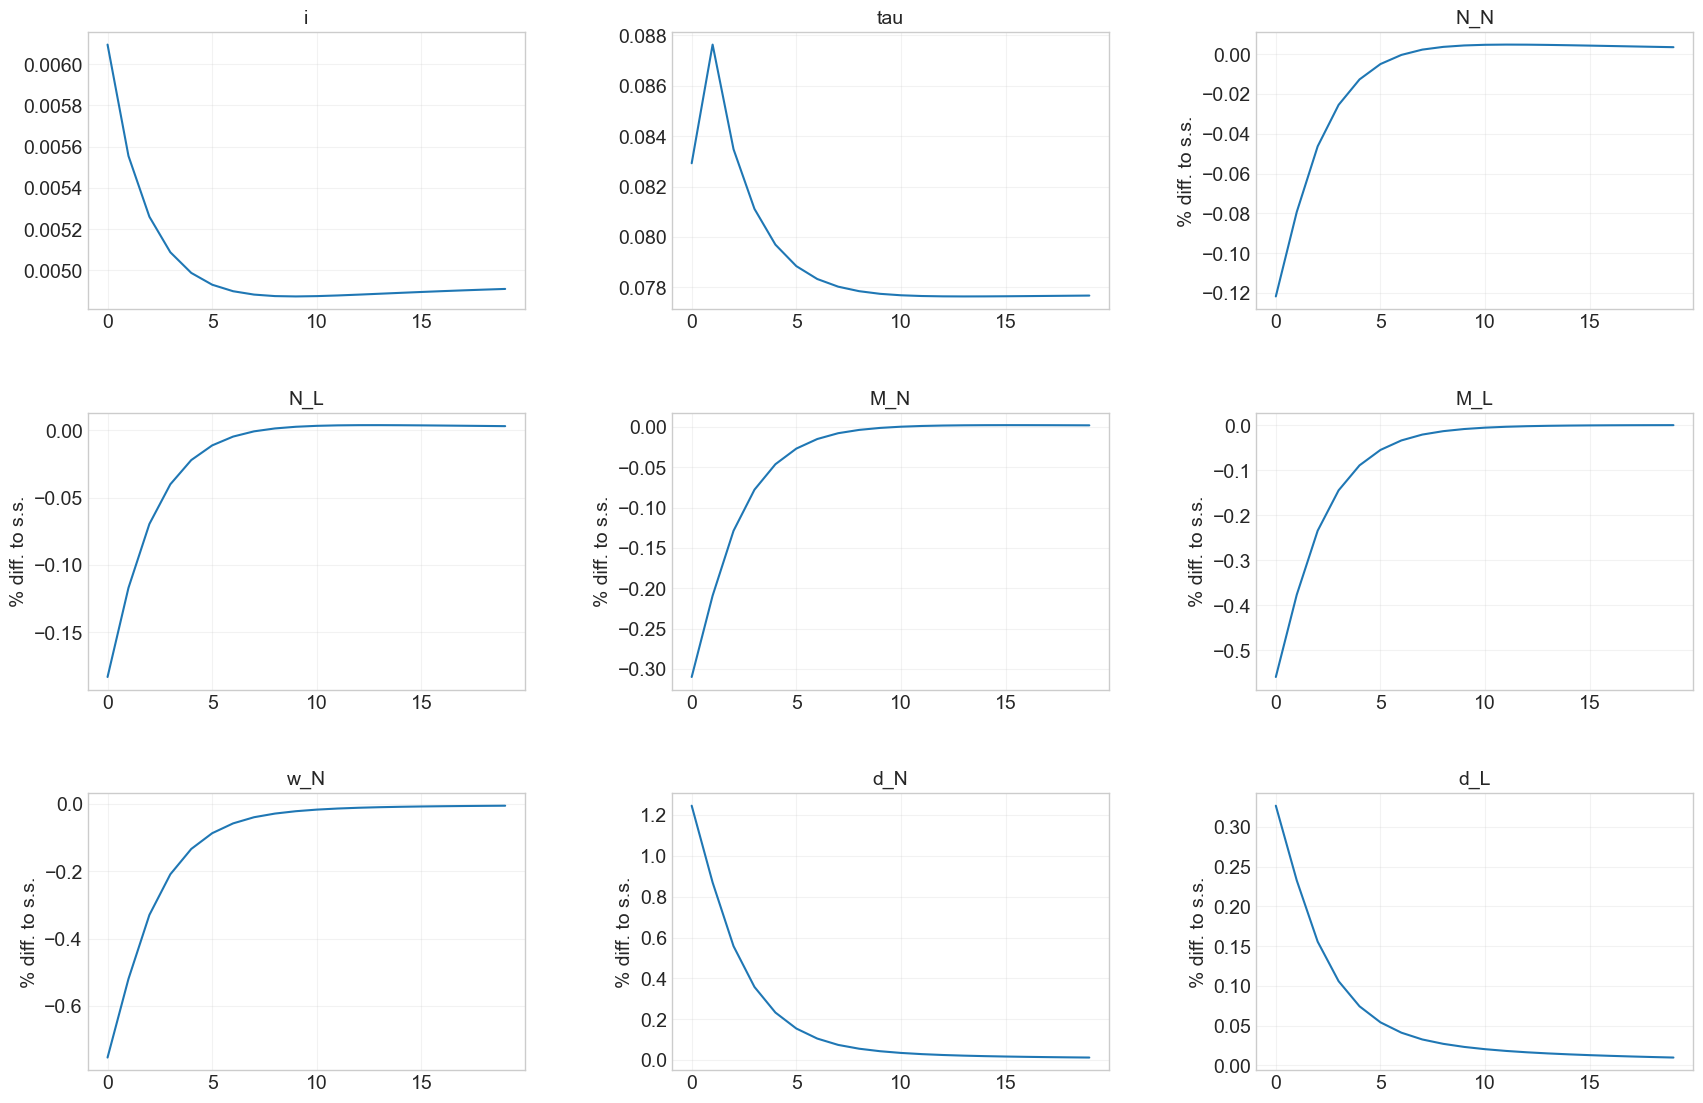 i
0.0060
0.0058
0.0056
0.0054
0.0052
0.0050
0 5 10 15
tau
0.088
0.086
0.084
0.082
0.080
0.078
0 5 10 15
N_N
% diff. to s.s.
0.00
−0.02
−0.04
−0.06
−0.08
−0.10
−0.12
0 5 10 15
N_L
% diff. to s.s.
0.00
−0.05
−0.10
−0.15
0 5 10 15
M_N
% diff. to s.s.
0.00
−0.05
−0.10
−0.15
−0.20
−0.25
−0.30
0 5 10 15
M_L
% diff. to s.s.
0.0
−0.1
−0.2
−0.3
−0.4
−0.5
0 5 10 15
w_N
% diff. to s.s.
0.0
−0.2
−0.4
−0.6
0 5 10 15
d_N
% diff. to s.s.
1.2
1.0
0.8
0.6
0.4
0.2
0.0
0 5 10 15
d_L
% diff. to s.s.
0.30
0.25
0.20
0.15
0.10
0.05
0.00
0 5 10 15